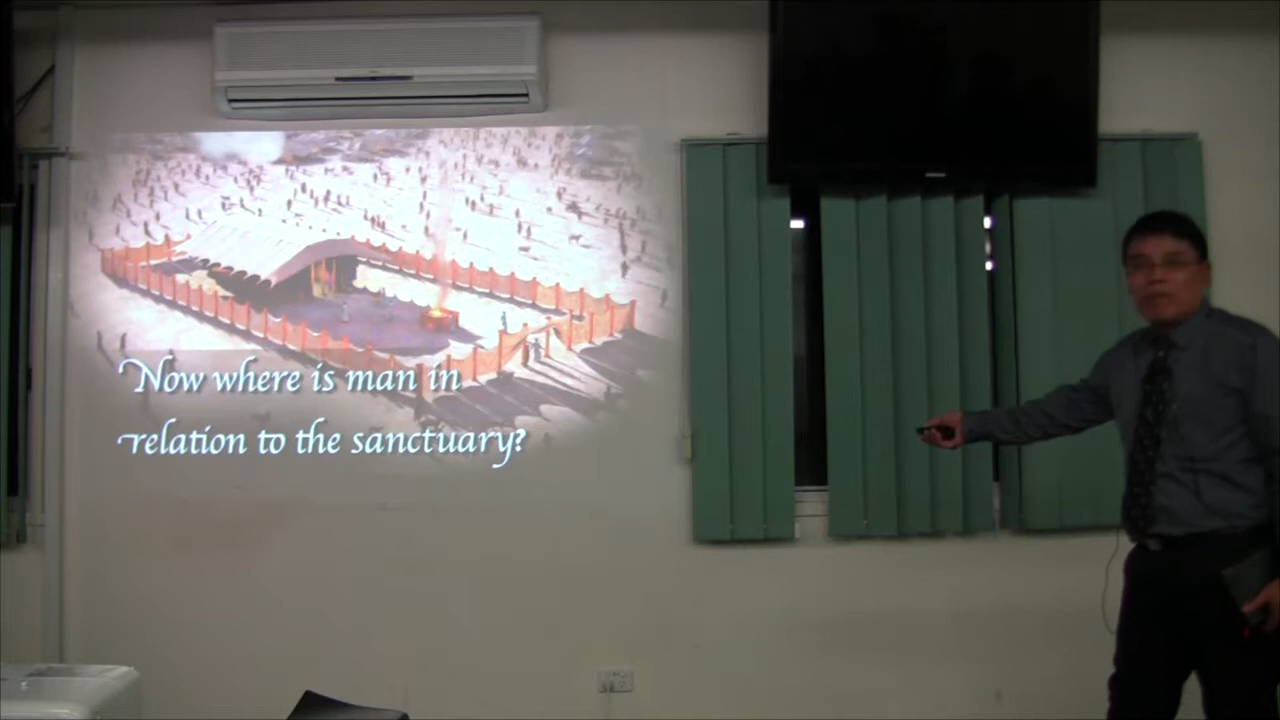 Now where is man in
relation to the sanctuary?